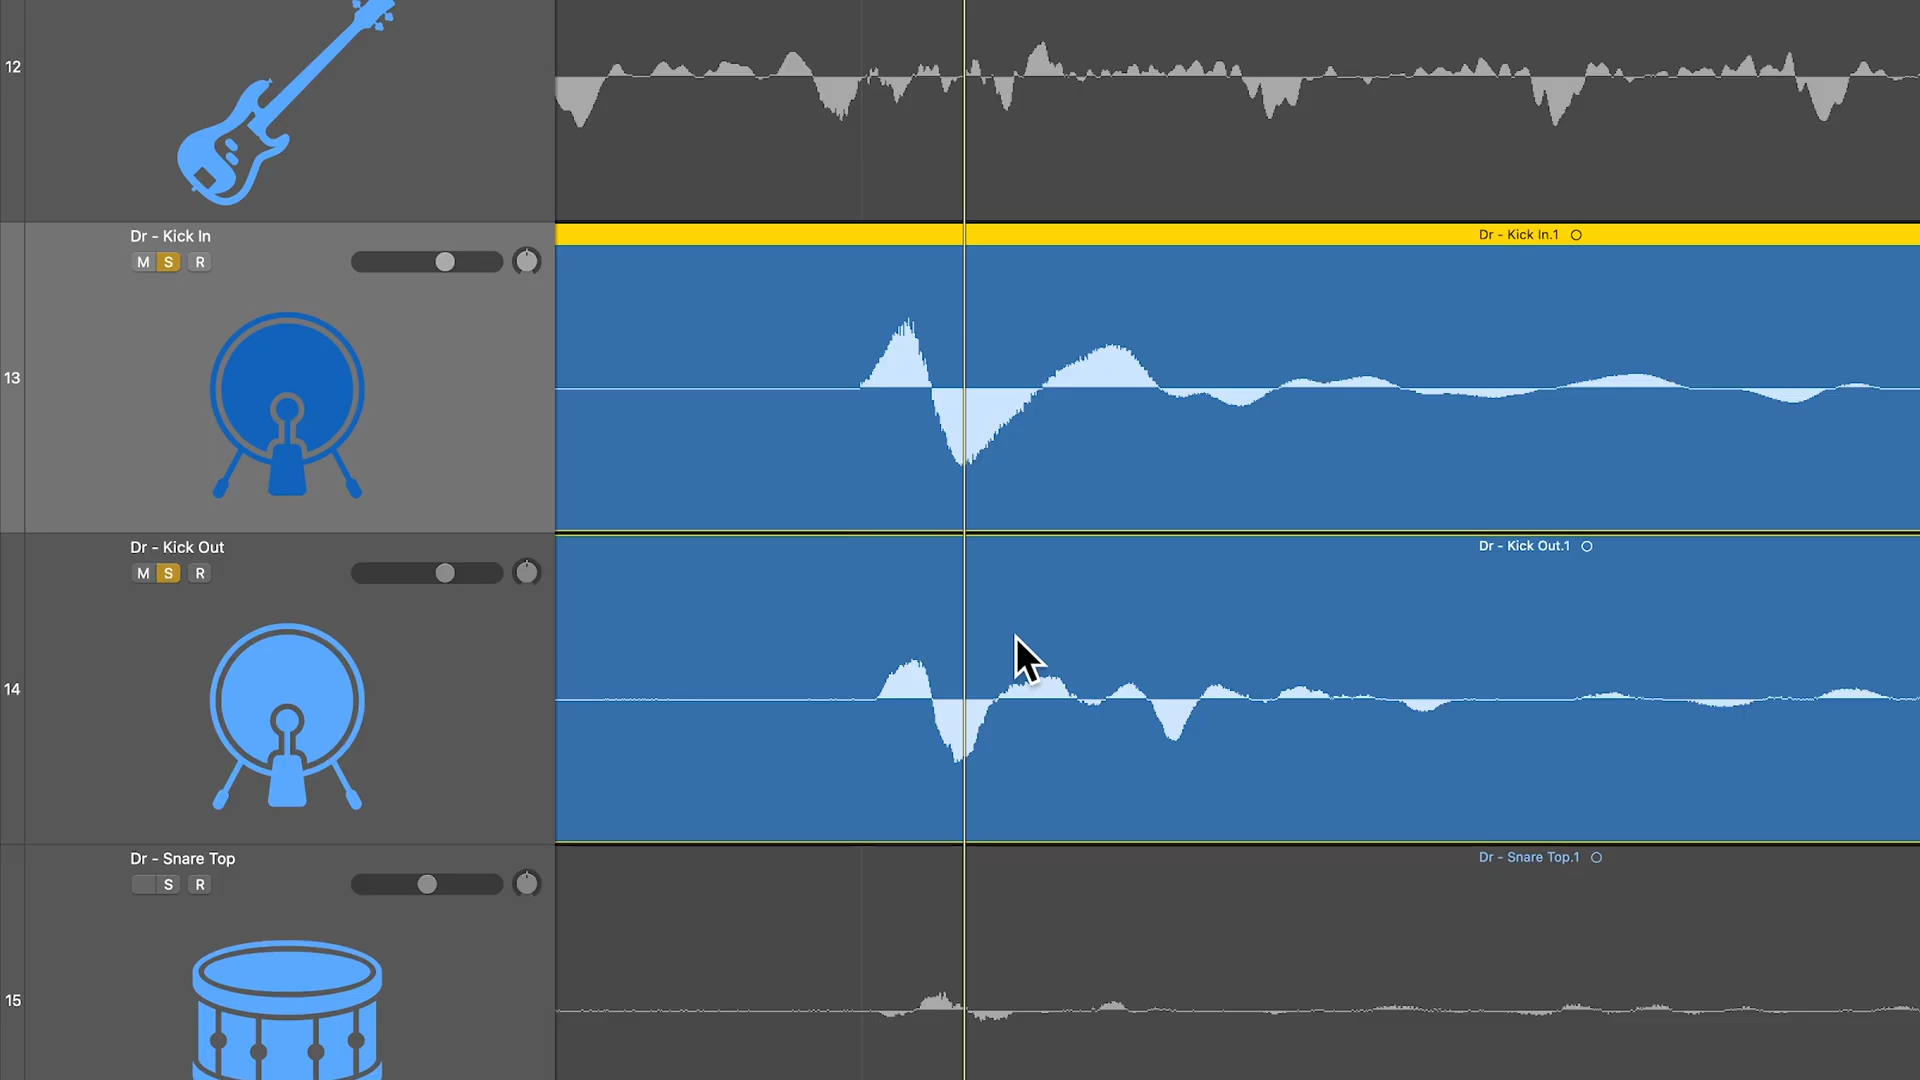 12
Dr - Kick In
M S R
Dr - Kick In.1
13
Dr - Kick Out
M S R
Dr - Kick Out.1
14
Dr - Snare Top
S R
Dr - Snare Top.1
15